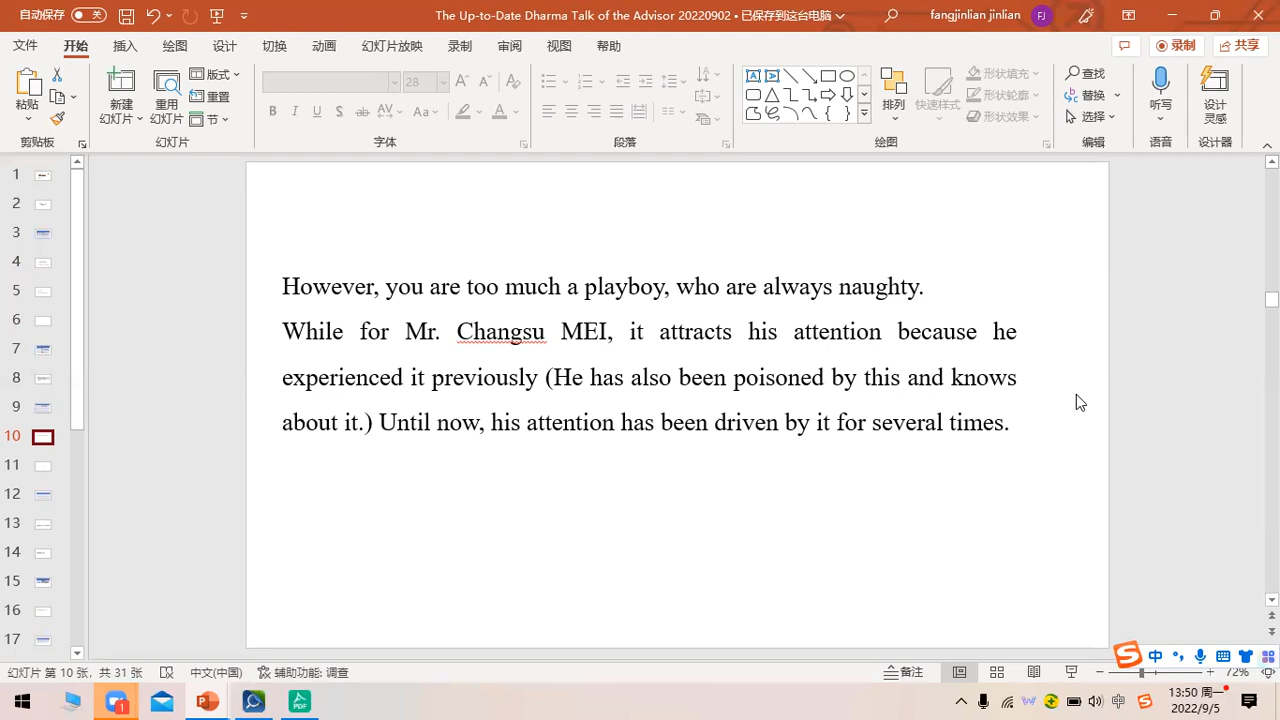 自动保存 关
The Up-to-Date Dharma Talk of the Advisor 20220902 • 已保存到这台电脑
fangjinlian jinlian FJ
文件 开始 插入 绘图 设计 切换 动画 幻灯片放映 录制 审阅 视图 帮助 录制 共享
粘贴 新建 幻灯片 重用 幻灯片 版式 重置 节 28 排列 快速样式 形状填充 形状轮廓 形状效果 查找 替换 选择 听写 设计 灵感
剪贴板 幻灯片 字体 段落 绘图 编辑 语音 设计器
1
2
3
4
5
6
7
8
9
10
11
12
13
14
15
16
17
However, you are too much a playboy, who are always naughty.
While for Mr. Changsu MEI, it attracts his attention because he
experienced it previously (He has also been poisoned by this and knows
about it.) Until now, his attention has been driven by it for several times.
中
幻灯片 第 10 张，共 31 张 中文(中国) 辅助功能: 调查 备注 72%
1 PDF 中 13:50 周一
2022/9/5